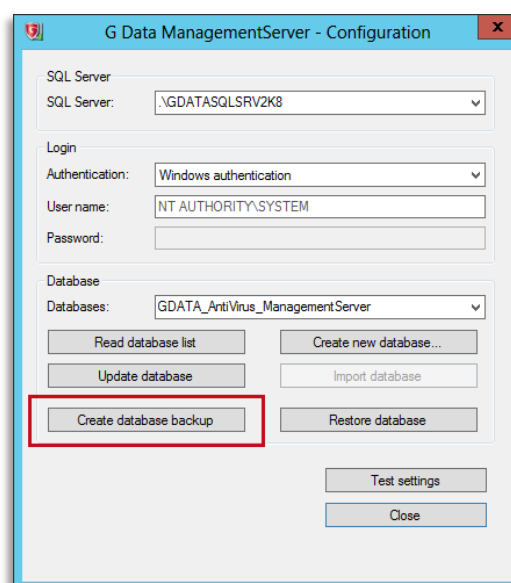 G Data ManagementServer - Configuration
x
SQL Server
SQL Server: .\GDATASQLSRV2K8
Login
Authentication: Windows authentication
User name: NT AUTHORITY\SYSTEM
Password:
Database
Databases: GDATA_AntiVirus_ManagementServer
Read database list Create new database...
Update database Import database
Create database backup Restore database
Test settings
Close